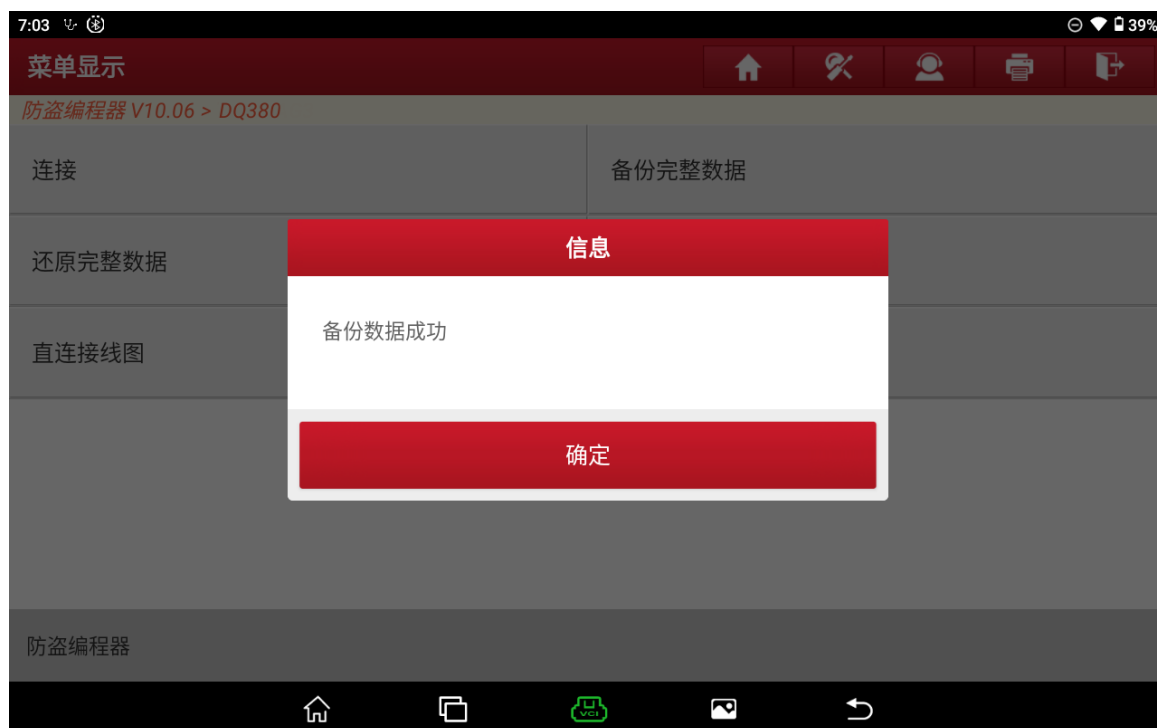 7:03
39%
菜单显示
防盗编程器 V10.06 > DQ380
连接
备份完整数据
还原完整数据
信息
备份数据成功
直连接线图
确定
防盗编程器
VCI